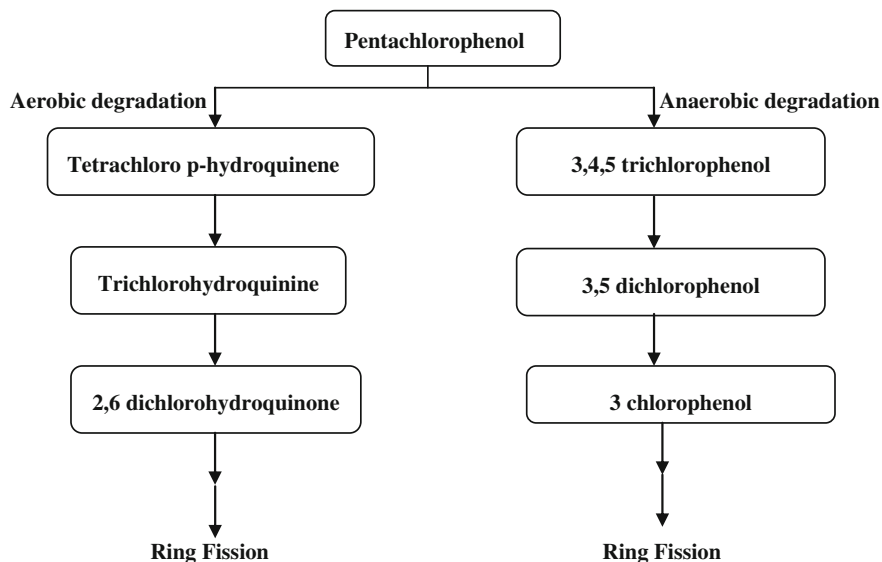 Pentachlorophenol
Aerobic degradation
Anaerobic degradation
Tetrachloro p-hydroquinene
3,4,5 trichlorophenol
Trichlorohydroquinine
3,5 dichlorophenol
2,6 dichlorohydroquinone
3 chlorophenol
Ring Fission
Ring Fission